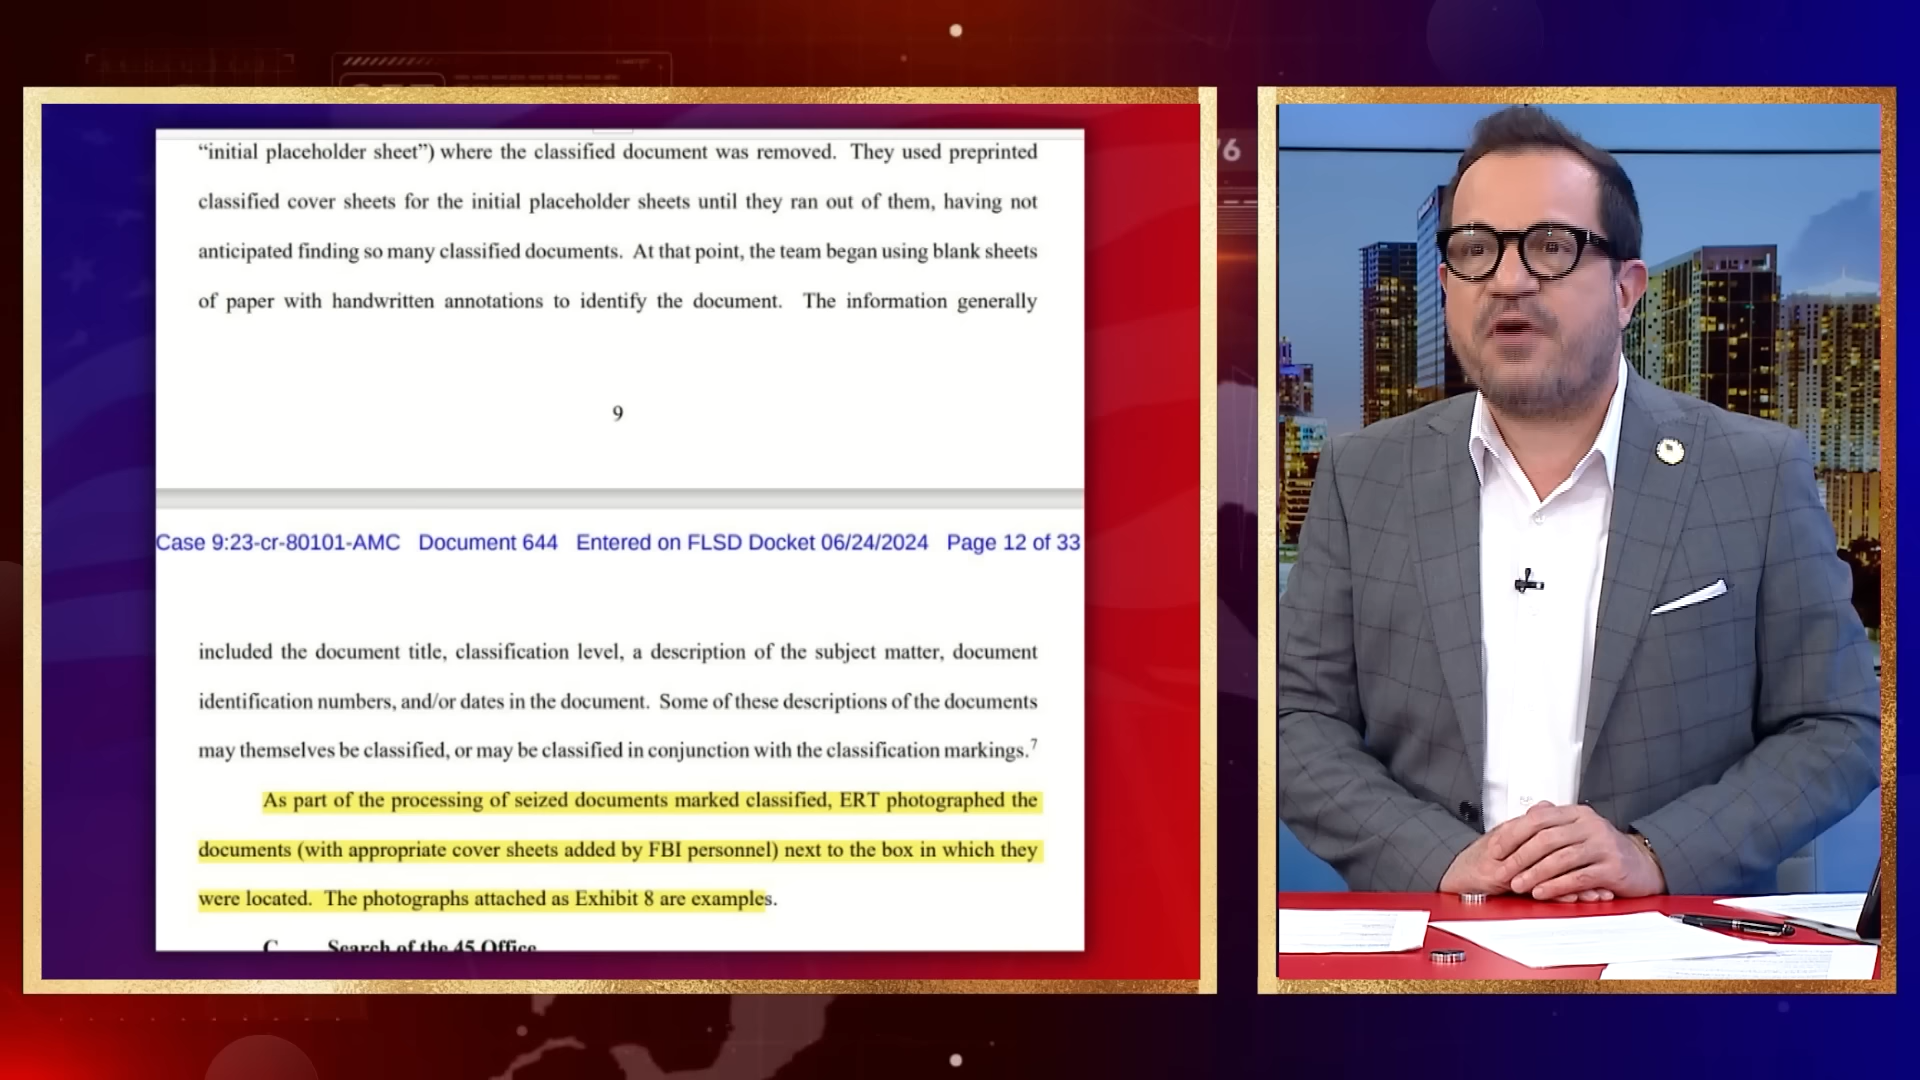 “initial placeholder sheet”) where the classified document was removed. They used preprinted
classified cover sheets for the initial placeholder sheets until they ran out of them, having not
anticipated finding so many classified documents. At that point, the team began using blank sheets
of paper with handwritten annotations to identify the document. The information generally
9
Case 9:23-cr-80101-AMC Document 644 Entered on FLSD Docket 06/24/2024 Page 12 of 33
included the document title, classification level, a description of the subject matter, document
identification numbers, and/or dates in the document. Some of these descriptions of the documents
may themselves be classified, or may be classified in conjunction with the classification markings.7
As part of the processing of seized documents marked classified, ERT photographed the
documents (with appropriate cover sheets added by FBI personnel) next to the box in which they
were located. The photographs attached as Exhibit 8 are examples.
C Search of the 45 Office